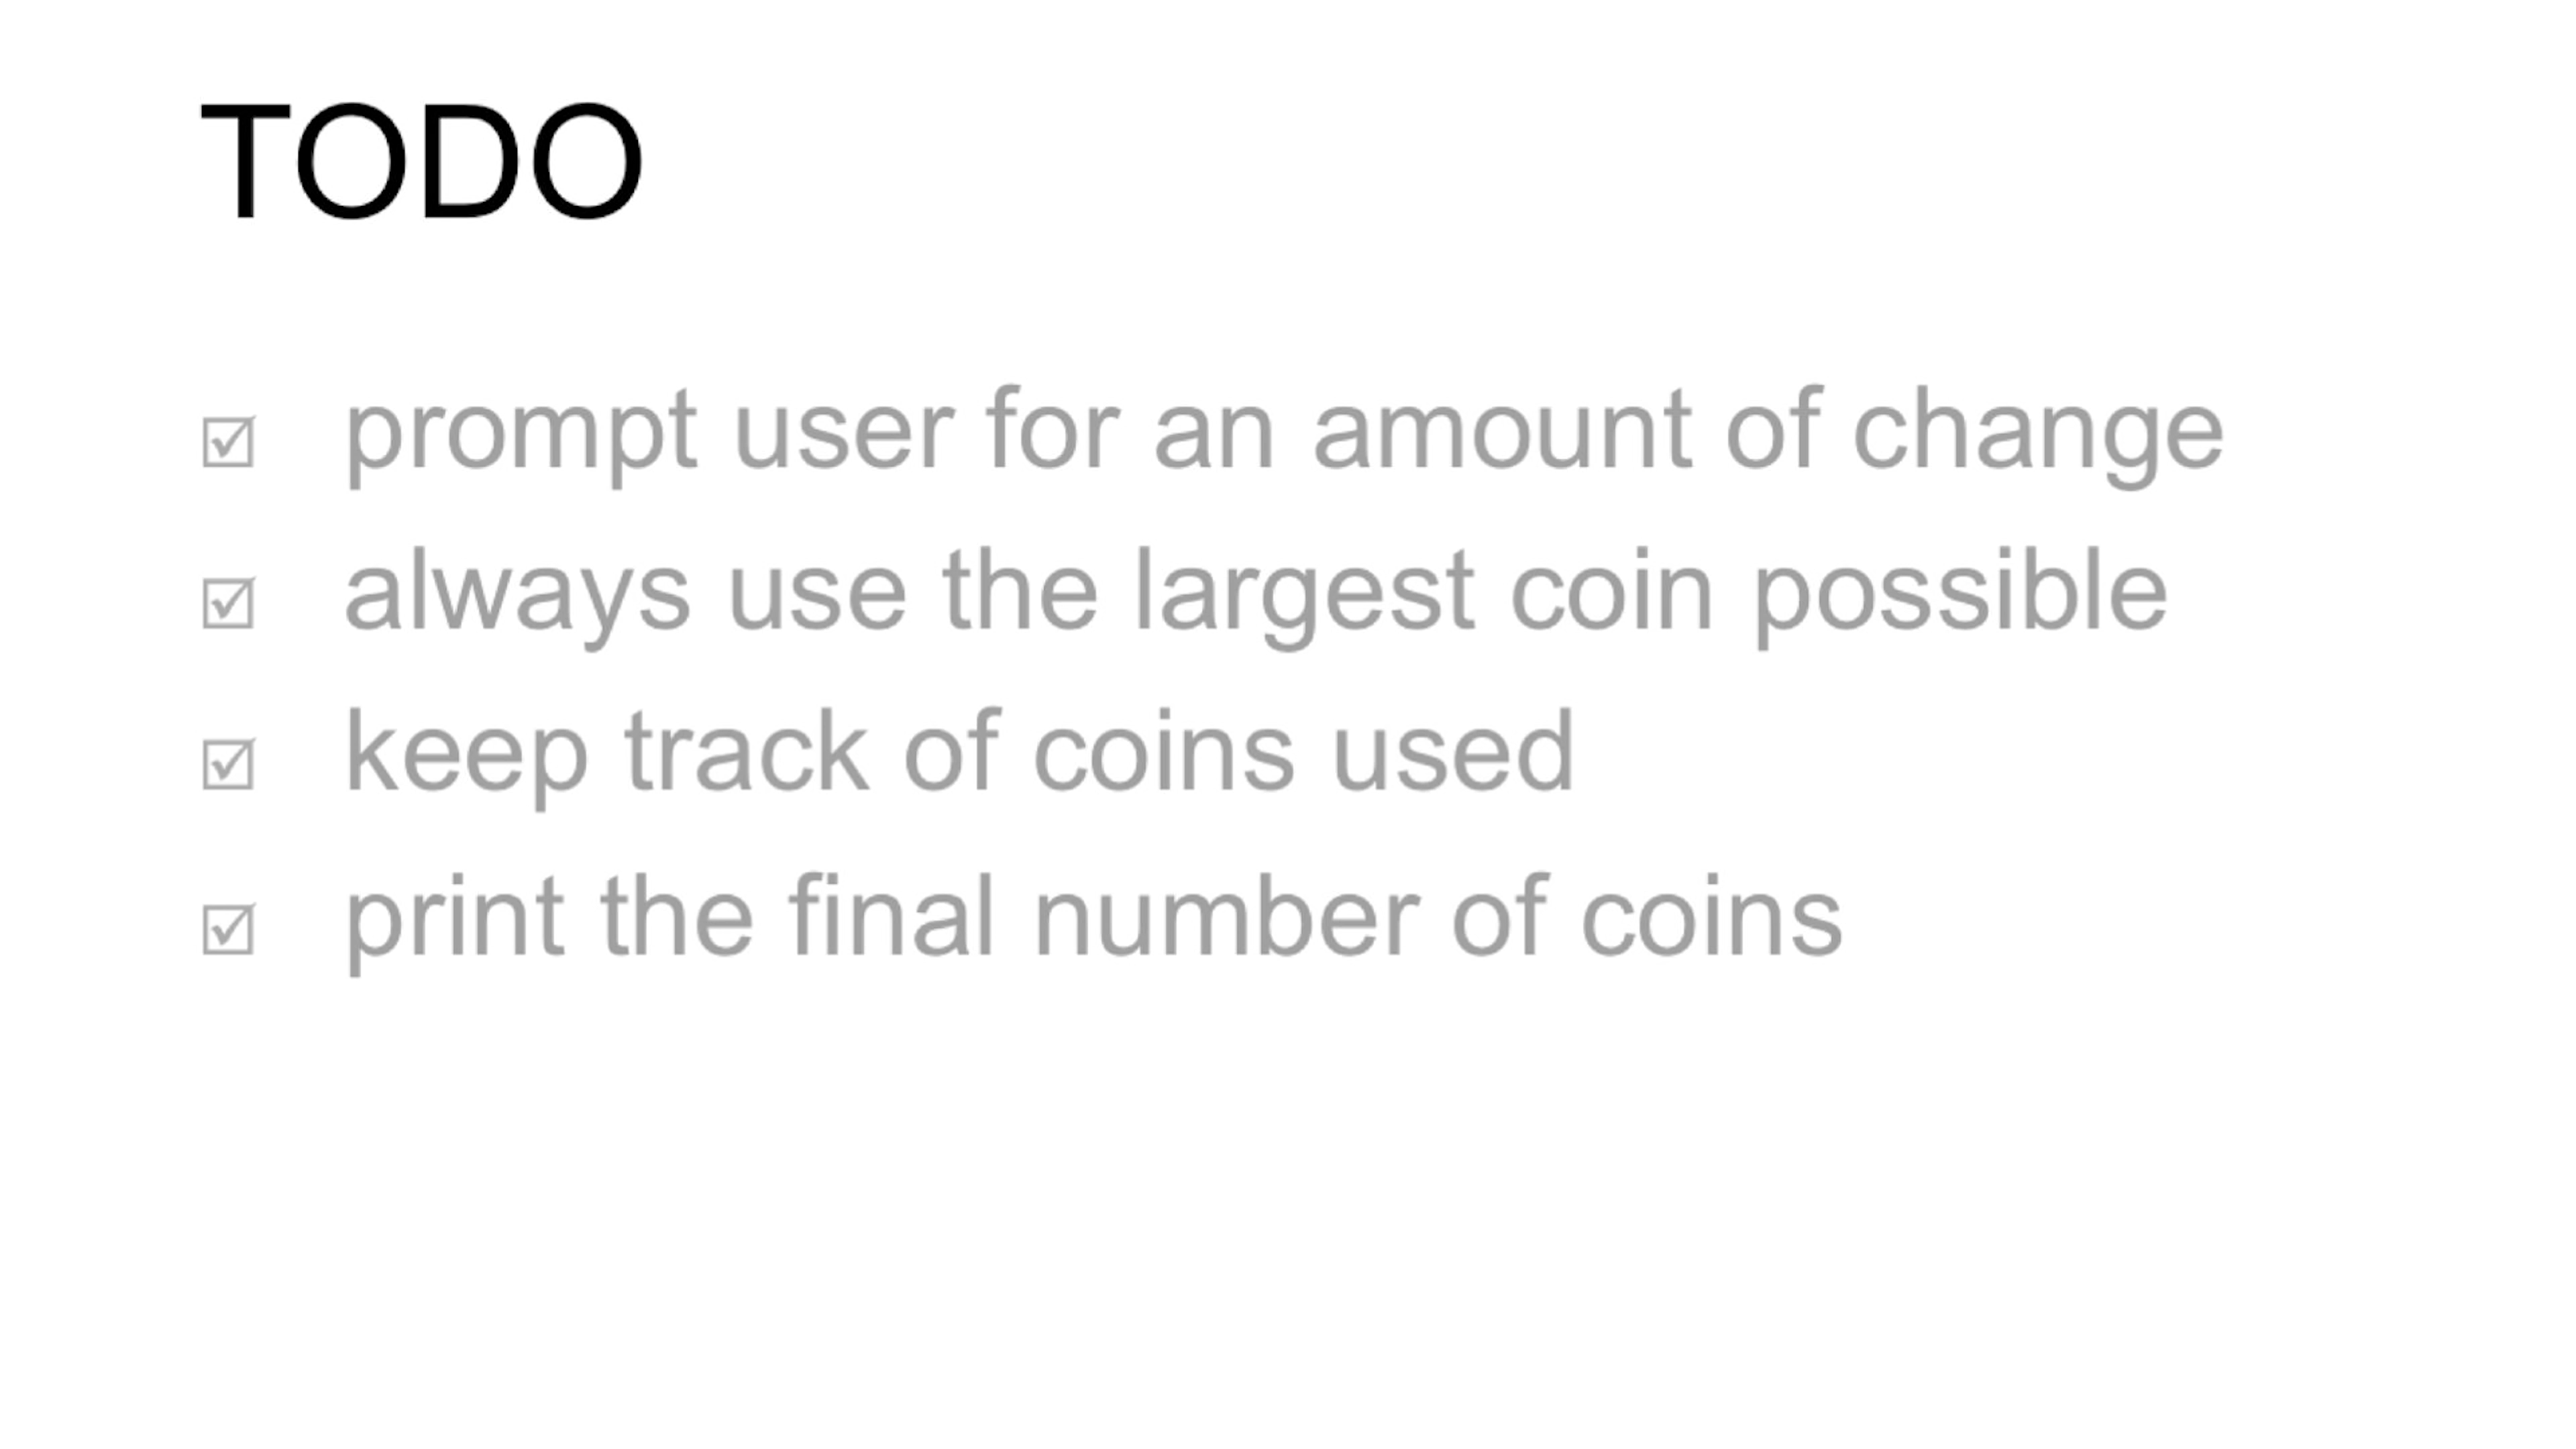 TODO
☑ prompt user for an amount of change
☑ always use the largest coin possible
☑ keep track of coins used
☑ print the final number of coins